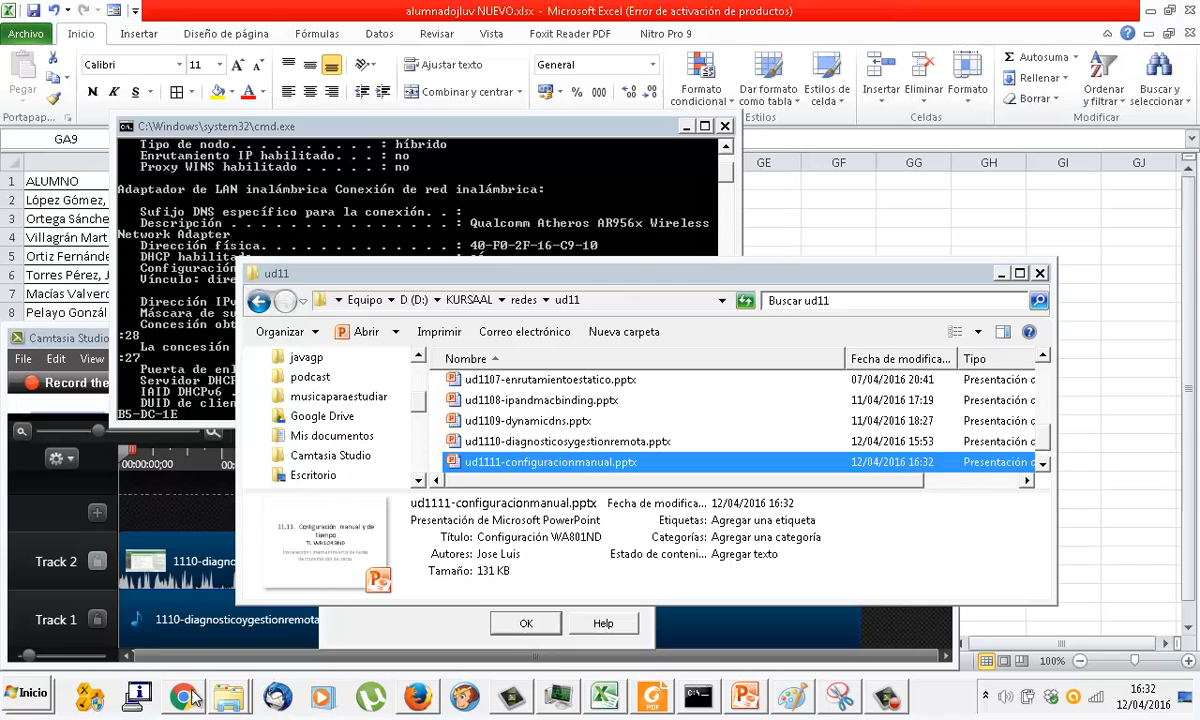 alumnadojluv NUEVO.xlsx - Microsoft Excel (Error de activación de productos)
Archivo Inicio Insertar Diseño de página Fórmulas Datos Revisar Vista Foxit Reader PDF Nitro Pro 9
Pegar
Calibri 11
Ajustar texto
General
Formato condicional
Dar formato como tabla
Estilos de celda
Insertar Eliminar Formato
Autosuma
Rellenar
Borrar
Ordenar y filtrar
Buscar y seleccionar
N K S
Combinar y centrar
% 000
Portapap... Estilos Celdas Modificar
GA9
C:\Windows\system32\cmd.exe
GE GF GG GH GI GJ
1 ALUMNO
2 López Gómez,
3 Ortega Sánche
4 Villagrán Mart
5 Ortiz Fernánde
6 Torres Pérez, J
7 Macías Valver
8 Pelayo Gonzál
Tipo de nodo. . . . . . . . . . : híbrido
Enrutamiento IP habilitado. . . : no
Proxy WINS habilitado . . . . . : no
Adaptador de LAN inalámbrica Conexión de red inalámbrica:
Sufijo DNS específico para la conexión. . :
Descripción . . . . . . . . . . . . . . . : Qualcomm Atheros AR956x Wireless
Network Adapter
Dirección física. . . . . . . . . . . . . : 40-F0-2F-16-C9-10
DHCP habilitad
Configuración
Vínculo: dire
Dirección IPv
Máscara de su
Concesión obt
:28
La concesión
:27
Puerta de en
Servidor DHCP
IAID DHCPv6 .
DUID de clien
B5-DC-1E
ud11
Equipo D (D:) KURSAAL redes ud11
Buscar ud11
Organizar Abrir Imprimir Correo electrónico Nueva carpeta
javagp
podcast
musicaparaestudiar
Google Drive
Mis documentos
Camtasia Studio
Escritorio
Nombre Fecha de modifica... Tipo
ud1107-enrutamientoestatico.pptx 07/04/2016 20:41 Presentación de
ud1108-ipandmacbinding.pptx 11/04/2016 17:19 Presentación de
ud1109-dynamicdns.pptx 11/04/2016 18:27 Presentación de
ud1110-diagnosticoygestionremota.pptx 12/04/2016 15:53 Presentación de
ud1111-configuracionmanual.pptx 12/04/2016 16:32 Presentación de
ud1111-configuracionmanual.pptx Fecha de modifica... 12/04/2016 16:32
Presentación de Microsoft PowerPoint Etiquetas: Agregar una etiqueta
Título: Configuración WA801ND Categorías: Agregar una categoría
Autores: Jose Luis Estado de conteni... Agregar texto
Tamaño: 131 KB
Camtasia Studio
File Edit View
Record the
00:00:00;00
Track 2 1110-diagno
Track 1 1110-diagnosticoygestionremota
OK Help
100%
Inicio
16:32
12/04/2016